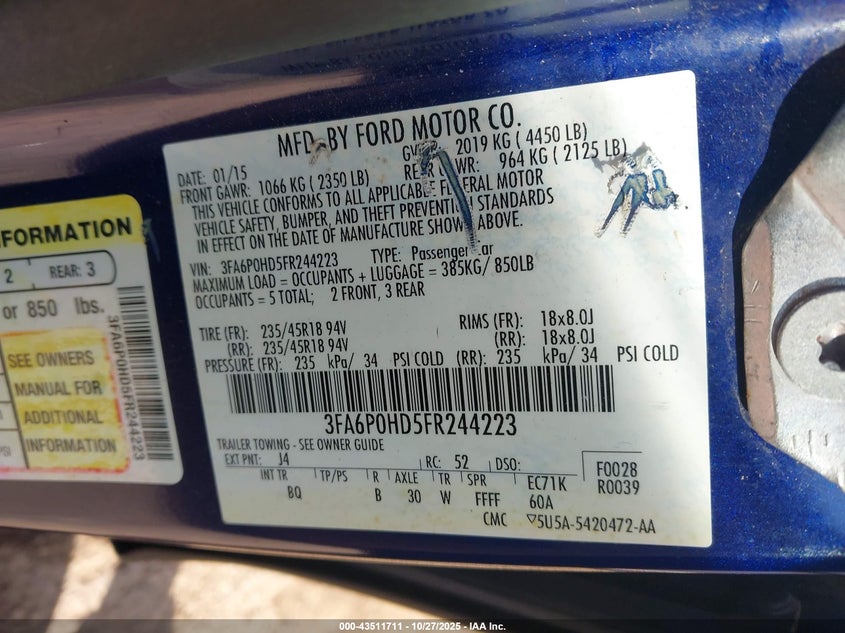 MFD. BY FORD MOTOR CO.
DATE: 01/15
2019 KG ( 4450 LB)
FRONT GAWR: 1066 KG ( 2350 LB)
964 KG ( 2125 LB)
THIS VEHICLE CONFORMS TO ALL APPLICABLE FEDERAL MOTOR
VEHICLE SAFETY, BUMPER, AND THEFT PREVENTION STANDARDS
IN EFFECT ON THE DATE OF MANUFACTURE SHOWN ABOVE.
VIN: 3FA6P0HD5FR244223 TYPE: Passenger Car
MAXIMUM LOAD = OCCUPANTS + LUGGAGE = 385KG/ 850LB
OCCUPANTS = 5 TOTAL; 2 FRONT, 3 REAR
TIRE (FR): 235/45R18 94V RIMS (FR): 18x8.0J
(RR): 235/45R18 94V (RR): 18x8.0J
PRESSURE (FR): 235 kPa/ 34 PSI COLD (RR): 235 kPa/ 34 PSI COLD
3FA6P0HD5FR244223
TRAILER TOWING - SEE OWNER GUIDE
EXT PNT: J4 RC: 52 DSO: F0028
R0039
INT TR TP/PS R AXLE TR SPR EC71K
BQ B 30 W FFFF 60A
CMC ▽5U5A-5420472-AA
NFORMATION
2 REAR: 3
or 850 lbs.
SEE OWNERS
MANUAL FOR
ADDITIONAL
INFORMATION
3FA6P0HD5FR244223
000-43511711 - 10/27/2025 - IAA Inc.